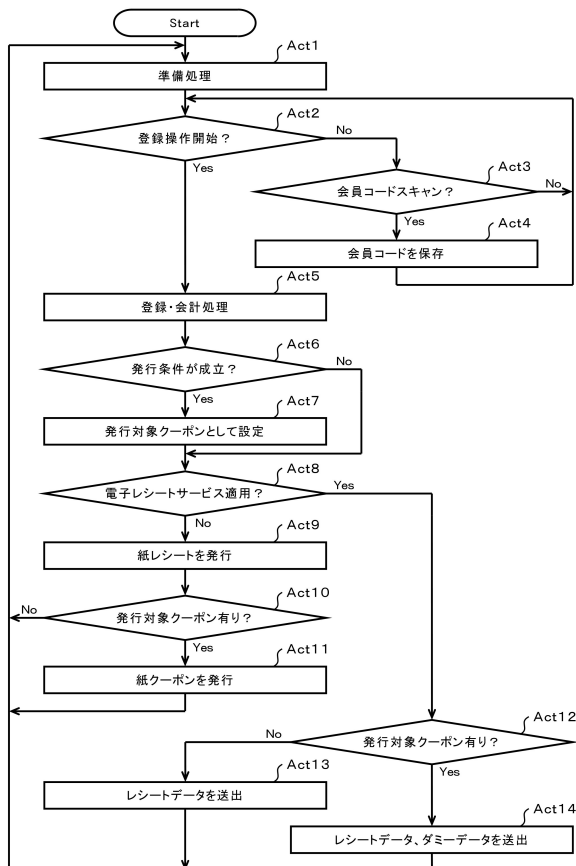 Start
Act1
準備処理
Act2
登録操作開始？
No
Yes
Act3
会員コードスキャン？
No
Yes
Act4
会員コードを保存
Act5
登録・会計処理
Act6
発行条件が成立？
No
Yes
Act7
発行対象クーポンとして設定
Act8
電子レシートサービス適用？
Yes
No
Act9
紙レシートを発行
Act10
発行対象クーポン有り？
No
Yes
Act11
紙クーポンを発行
Act12
発行対象クーポン有り？
No
Yes
Act13
レシートデータを送出
Act14
レシートデータ、ダミーデータを送出